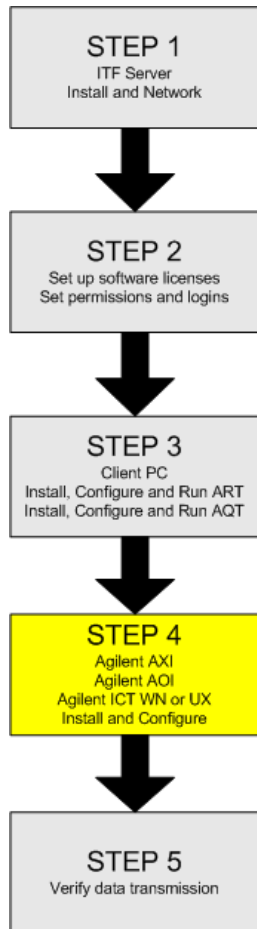 STEP 1
ITF Server
Install and Network
STEP 2
Set up software licenses
Set permissions and logins
STEP 3
Client PC
Install, Configure and Run ART
Install, Configure and Run AQT
STEP 4
Agilent AXI
Agilent AOI
Agilent ICT WN or UX
Install and Configure
STEP 5
Verify data transmission